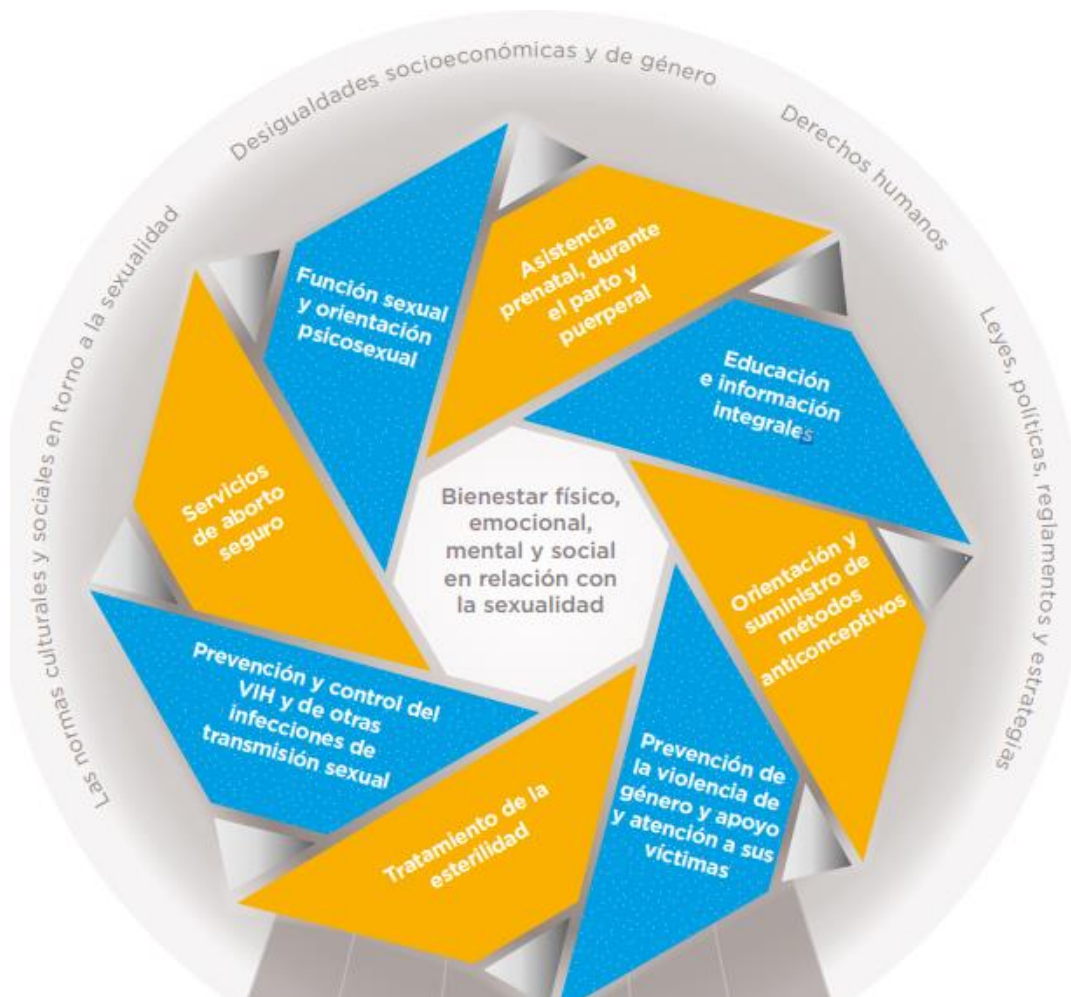 Las normas culturales y sociales en torno a la sexualidad
Desigualdades socioeconómicas y de género
Derechos humanos
Leyes, políticas, reglamentos y estrategias
Asistencia
prenatal, durante
el parto y
puerperal
Educación
e información
integrales
Orientación y
suministro de
métodos
anticonceptivos
Prevención de
la violencia de
género y apoyo
y atención a sus
víctimas
Tratamiento de la
esterilidad
Prevención y control del
VIH y de otras
infecciones de
transmisión sexual
Servicios
de aborto
seguro
Función sexual
y orientación
psicosexual
Bienestar físico,
emocional,
mental y social
en relación con
la sexualidad